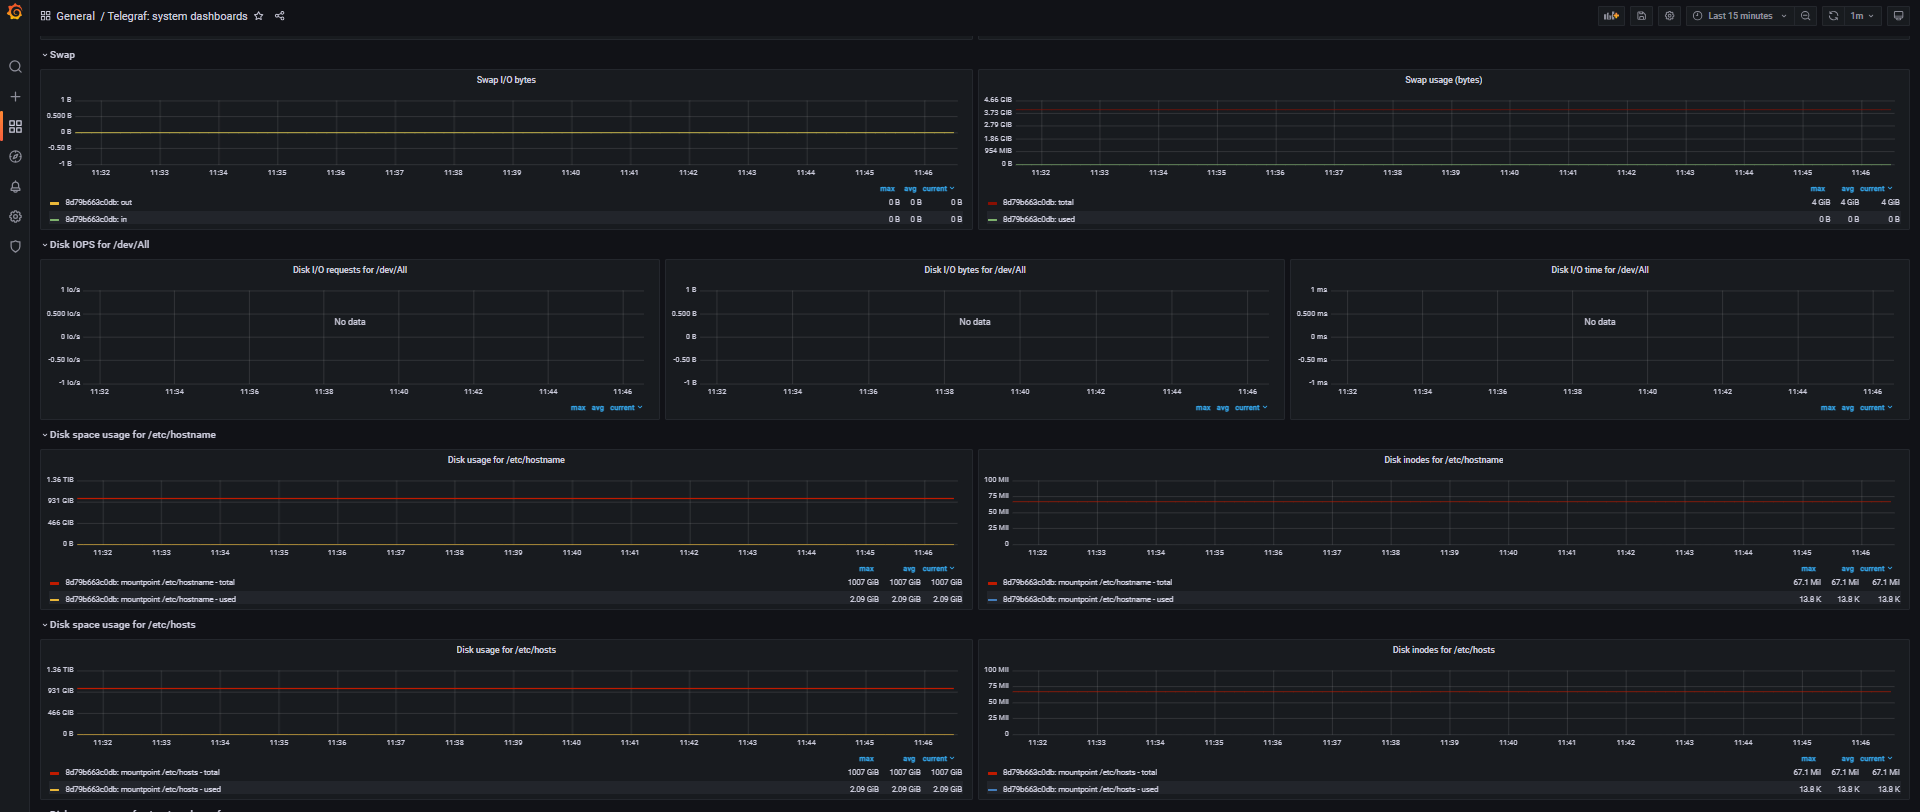 General / Telegraf: system dashboards
Last 15 minutes
1m
Swap
Swap I/O bytes
1 B
0.500 B
0 B
-0.50 B
-1 B
11:32 11:33 11:34 11:35 11:36 11:37 11:38 11:39 11:40 11:41 11:42 11:43 11:44 11:45 11:46
max avg current
8d79b663c0db: out 0 B 0 B 0 B
8d79b663c0db: in 0 B 0 B 0 B
Swap usage (bytes)
4.66 GiB
3.73 GiB
2.79 GiB
1.86 GiB
954 MiB
0 B
11:32 11:33 11:34 11:35 11:36 11:37 11:38 11:39 11:40 11:41 11:42 11:43 11:44 11:45 11:46
max avg current
8d79b663c0db: total 4 GiB 4 GiB 4 GiB
8d79b663c0db: used 0 B 0 B 0 B
Disk IOPS for /dev/All
Disk I/O requests for /dev/All
1 io/s
0.500 io/s
0 io/s
-0.50 io/s
-1 io/s
No data
11:32 11:34 11:36 11:38 11:40 11:42 11:44 11:46
max avg current
Disk I/O bytes for /dev/All
1 B
0.500 B
0 B
-0.50 B
-1 B
No data
11:32 11:34 11:36 11:38 11:40 11:42 11:44 11:46
max avg current
Disk I/O time for /dev/All
1 ms
0.500 ms
0 ms
-0.50 ms
-1 ms
No data
11:32 11:34 11:36 11:38 11:40 11:42 11:44 11:46
max avg current
Disk space usage for /etc/hostname
Disk usage for /etc/hostname
1.36 TiB
931 GiB
466 GiB
0 B
11:32 11:33 11:34 11:35 11:36 11:37 11:38 11:39 11:40 11:41 11:42 11:43 11:44 11:45 11:46
max avg current
8d79b663c0db: mountpoint /etc/hostname - total 1007 GiB 1007 GiB 1007 GiB
8d79b663c0db: mountpoint /etc/hostname - used 2.09 GiB 2.09 GiB 2.09 GiB
Disk inodes for /etc/hostname
100 Mil
75 Mil
50 Mil
25 Mil
0
11:32 11:33 11:34 11:35 11:36 11:37 11:38 11:39 11:40 11:41 11:42 11:43 11:44 11:45 11:46
max avg current
8d79b663c0db: mountpoint /etc/hostname - total 67.1 Mil 67.1 Mil 67.1 Mil
8d79b663c0db: mountpoint /etc/hostname - used 13.8 K 13.8 K 13.8 K
Disk space usage for /etc/hosts
Disk usage for /etc/hosts
1.36 TiB
931 GiB
466 GiB
0 B
11:32 11:33 11:34 11:35 11:36 11:37 11:38 11:39 11:40 11:41 11:42 11:43 11:44 11:45 11:46
max avg current
8d79b663c0db: mountpoint /etc/hosts - total 1007 GiB 1007 GiB 1007 GiB
8d79b663c0db: mountpoint /etc/hosts - used 2.09 GiB 2.09 GiB 2.09 GiB
Disk inodes for /etc/hosts
100 Mil
75 Mil
50 Mil
25 Mil
0
11:32 11:33 11:34 11:35 11:36 11:37 11:38 11:39 11:40 11:41 11:42 11:43 11:44 11:45 11:46
max avg current
8d79b663c0db: mountpoint /etc/hosts - total 67.1 Mil 67.1 Mil 67.1 Mil
8d79b663c0db: mountpoint /etc/hosts - used 13.8 K 13.8 K 13.8 K